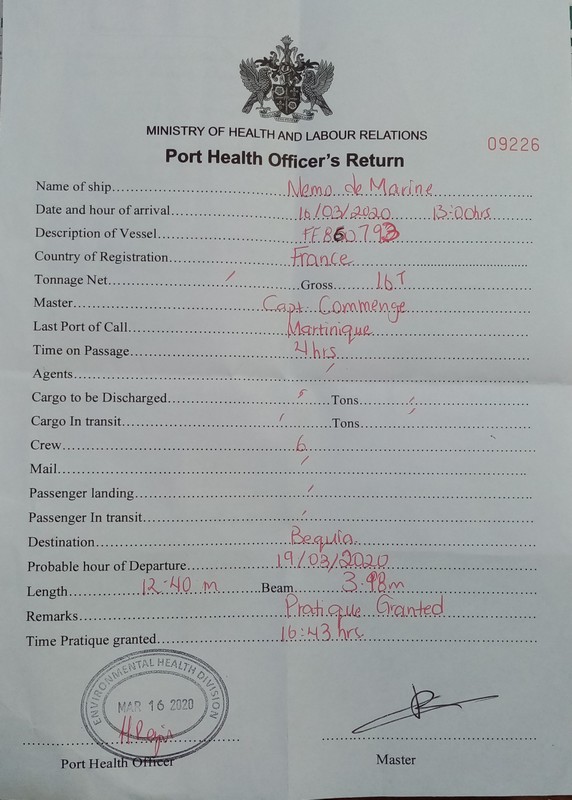 MINISTRY OF HEALTH AND LABOUR RELATIONS
09226
Port Health Officer's Return
Name of ship Nemo de Marine
Date and hour of arrival 16/03/2020 13:00hrs
Description of Vessel FF860793
Country of Registration France
Tonnage Net / Gross 16T
Master Capt. Commenge
Last Port of Call Martinique
Time on Passage hrs
Agents /
Cargo to be Discharged / Tons /
Cargo In transit / Tons /
Crew 6
Mail /
Passenger landing /
Passenger In transit /
Destination Bequia
Probable hour of Departure 19/03/2020
Length 12.40 m Beam 3.98m
Remarks Pratique Granted
Time Pratique granted 16:43 hrs
ENVIRONMENTAL HEALTH DIVISION
MAR 16 2020
Port Health Officer
Master